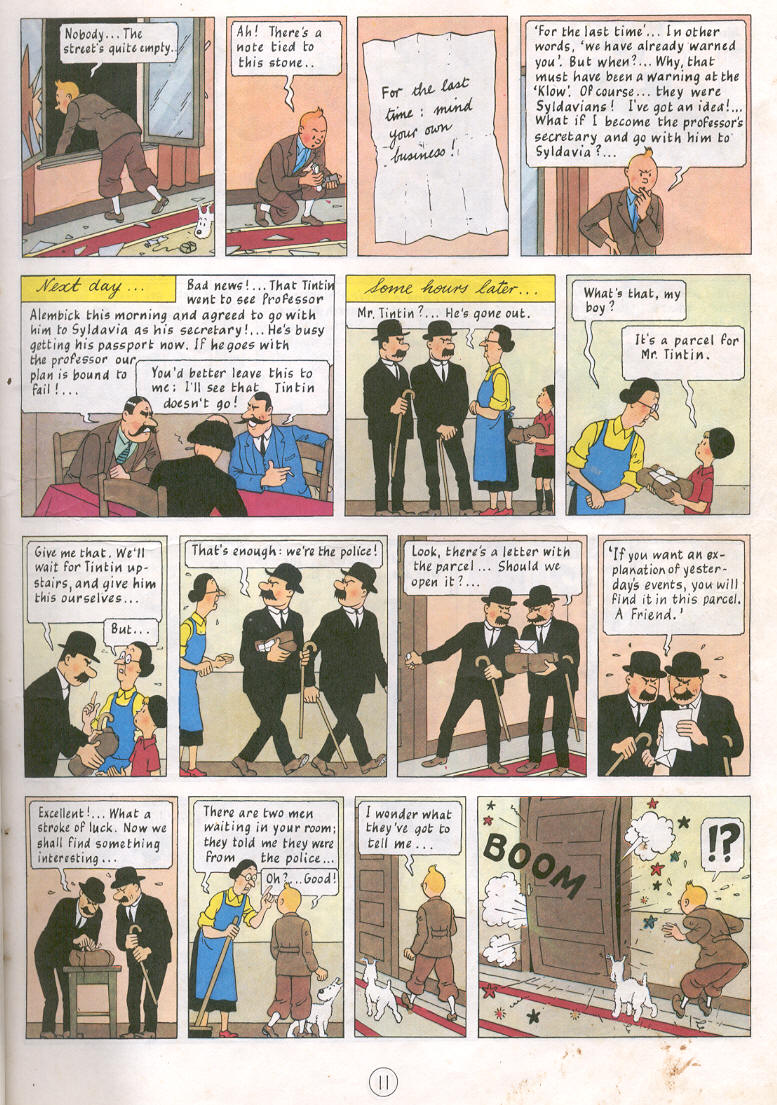 Nobody... The
street's quite empty..
Ah! There's a
note tied to
this stone..
For the last
time: mind
your own
business!
'For the last time'... In other
words, 'we have already warned
you'. But when?... Why, that
must have been a warning at the
'Klow'. Of course... they were
Syldavians! I've got an idea!...
What if I become the professor's
secretary and go with him to
Syldavia?...
Next day...
Bad news!... That Tintin
went to see Professor
Alembick this morning and agreed to go with
him to Syldavia as his secretary!... He's busy
getting his passport now. If he goes with
the professor our
plan is bound to
fail!...
You'd better leave this to
me: I'll see that Tintin
doesn't go!
Some hours later...
Mr. Tintin?... He's gone out.
What's that, my
boy?
It's a parcel for
Mr. Tintin.
Give me that. We'll
wait for Tintin up-
stairs, and give him
this ourselves...
But...
That's enough: we're the police!
Look, there's a letter with
the parcel... Should we
open it?...
'If you want an ex-
planation of yester-
day's events, you will
find it in this parcel.
A Friend.'
Excellent!... What a
stroke of luck. Now we
shall find something
interesting...
There are two men
waiting in your room;
they told me they were
from the police...
Oh?...Good!
I wonder what
they've got to
tell me...
BOOM
!?
11